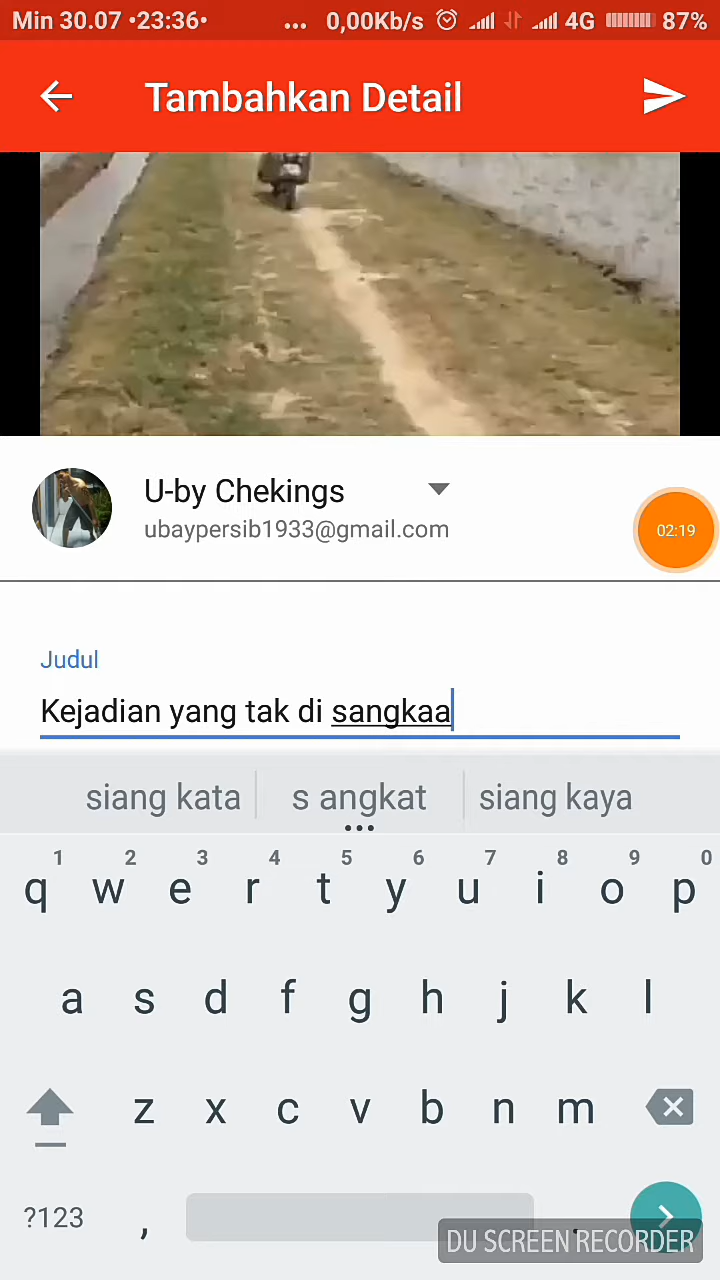 Min 30.07 •23:36• ... 0,00Kb/s 4G 87%
Tambahkan Detail
U-by Chekings
ubaypersib1933@gmail.com
02:19
Judul
Kejadian yang tak di sangkaa
siang kata s angkat siang kaya
1 2 3 4 5 6 7 8 9 0
q w e r t y u i o p
a s d f g h j k l
z x c v b n m
?123 , .
DU SCREEN RECORDER